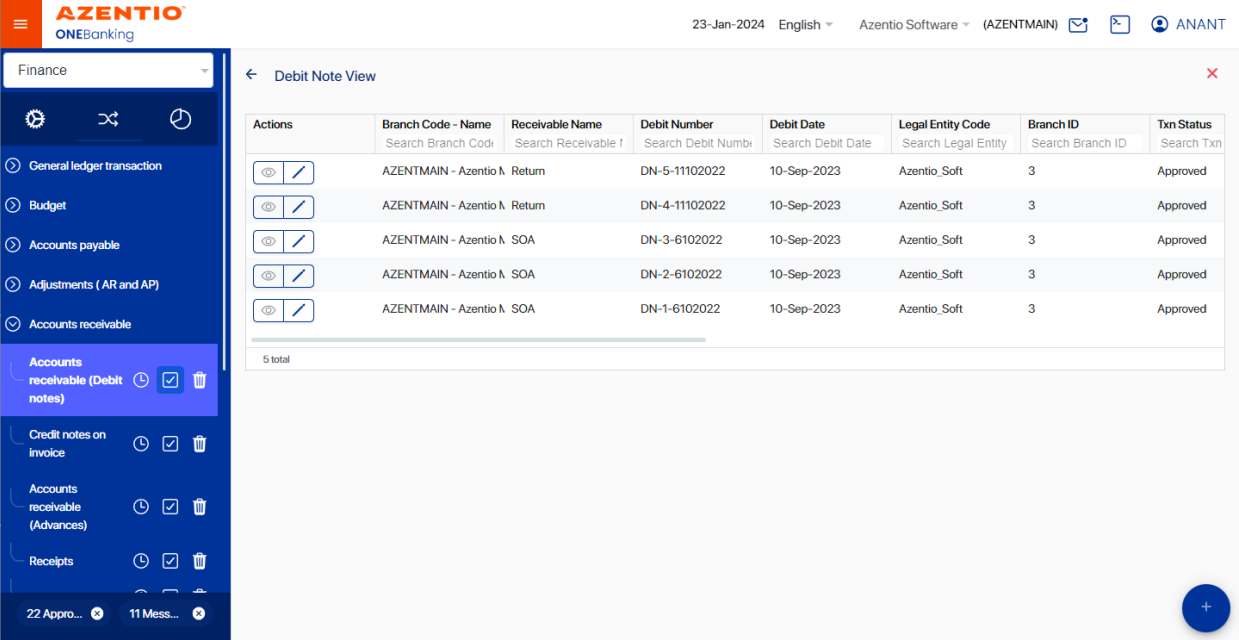 AZENTIO
ONEBanking
23-Jan-2024 English Azentio Software (AZENTMAIN) ANANT
Finance
General ledger transaction
Budget
Accounts payable
Adjustments ( AR and AP)
Accounts receivable
Accounts
receivable (Debit
notes)
Credit notes on
invoice
Accounts
receivable
(Advances)
Receipts
22 Appro... 11 Mess...
Debit Note View
Actions Branch Code - Name Receivable Name Debit Number Debit Date Legal Entity Code Branch ID Txn Status
Search Branch Code Search Receivable N Search Debit Numbe Search Debit Date Search Legal Entity Search Branch ID Search Txn
AZENTMAIN - Azentio M Return DN-5-11102022 10-Sep-2023 Azentio_Soft 3 Approved
AZENTMAIN - Azentio M Return DN-4-11102022 10-Sep-2023 Azentio_Soft 3 Approved
AZENTMAIN - Azentio M SOA DN-3-6102022 10-Sep-2023 Azentio_Soft 3 Approved
AZENTMAIN - Azentio M SOA DN-2-6102022 10-Sep-2023 Azentio_Soft 3 Approved
AZENTMAIN - Azentio M SOA DN-1-6102022 10-Sep-2023 Azentio_Soft 3 Approved
5 total